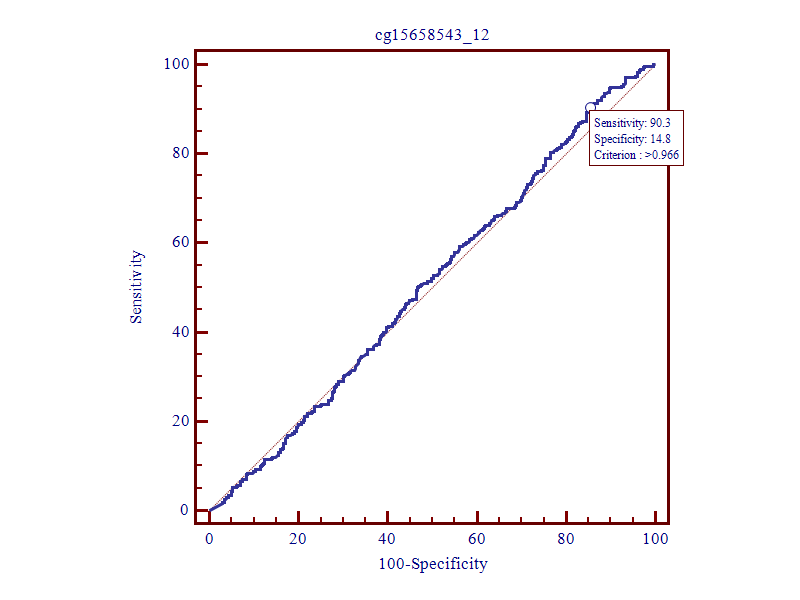 cg15658543_12
100
80
60
40
20
0
Sensitivity
Sensitivity: 90.3
Specificity: 14.8
Criterion : >0.966
0 20 40 60 80 100
100-Specificity